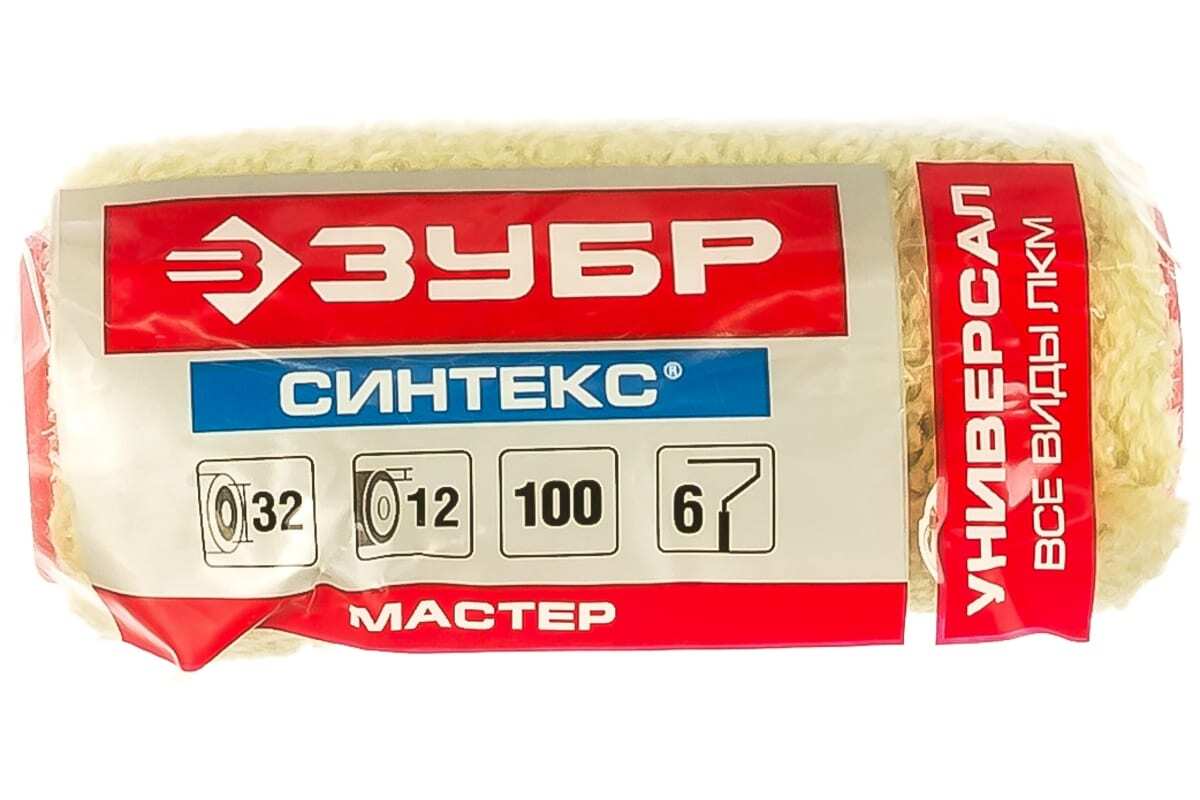 ЗУБР
СИНТЕКС®
32
12
100
6
МАСТЕР
УНИВЕРСАЛ
ВСЕ ВИДЫ ЛКМ